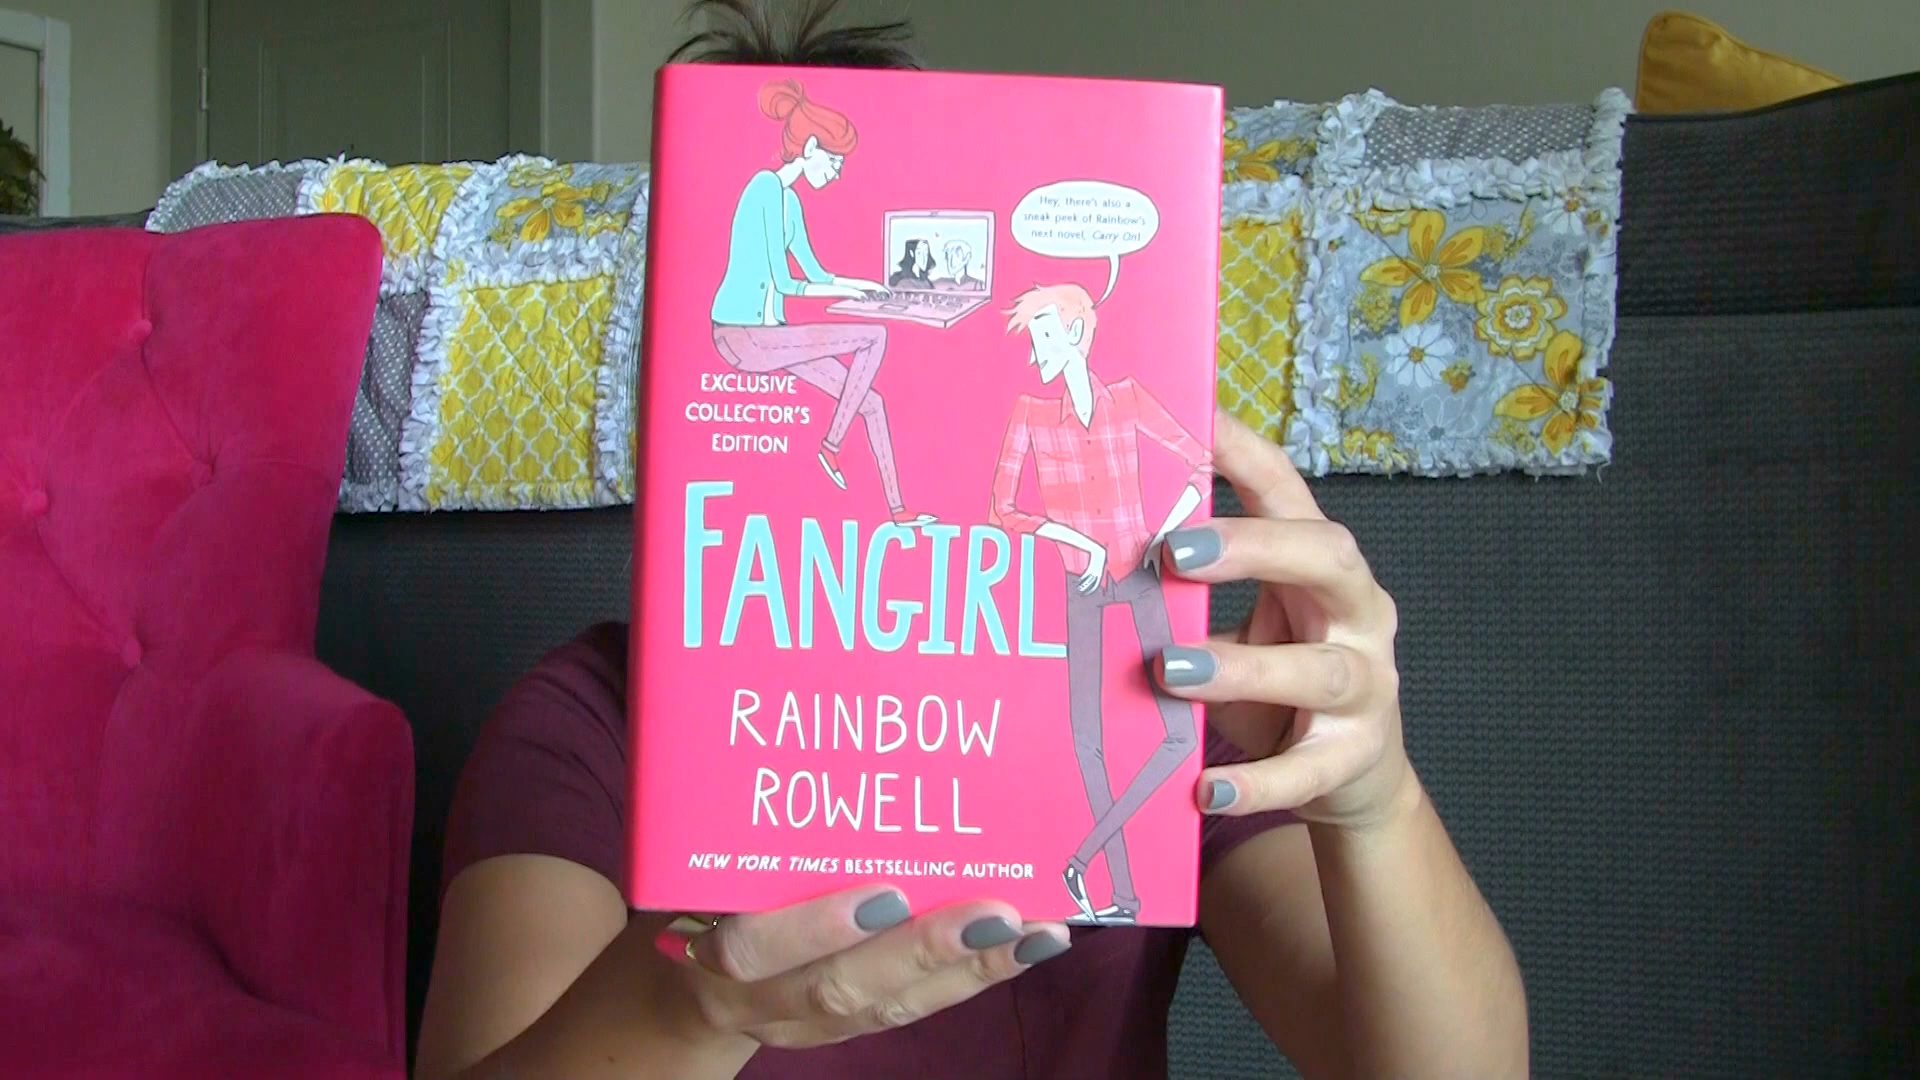 Hey, there's also a
sneak peek of Rainbow's
next novel, Carry On!
EXCLUSIVE
COLLECTOR'S
EDITION
FANGIRL
RAINBOW
ROWELL
NEW YORK TIMES BESTSELLING AUTHOR